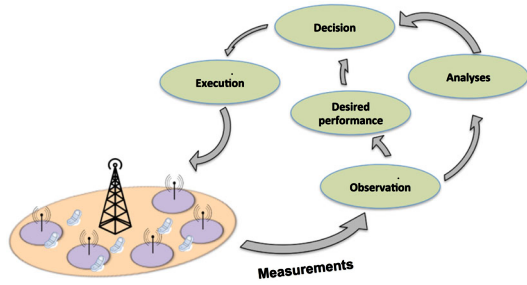 Decision
Execution
Analyses
Desired
performance
Observation
Measurements